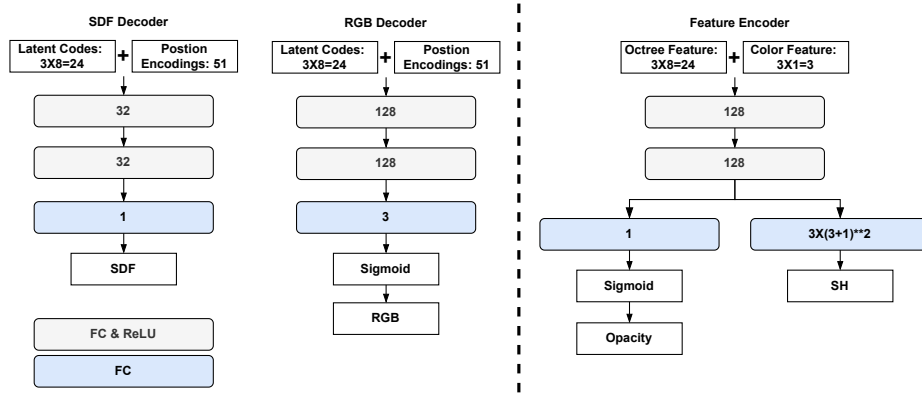 SDF Decoder
Latent Codes:
3X8=24
+
Postion
Encodings: 51
32
32
1
SDF
FC & ReLU
FC
RGB Decoder
Latent Codes:
3X8=24
+
Postion
Encodings: 51
128
128
3
Sigmoid
RGB
Feature Encoder
Octree Feature:
3X8=24
+
Color Feature:
3X1=3
128
128
1
3X(3+1)**2
Sigmoid
SH
Opacity